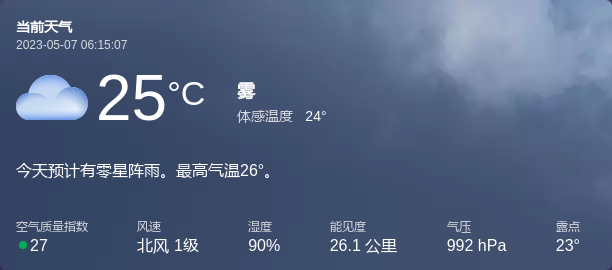 当前天气
2023-05-07 06:15:07
25°C
雾
体感温度 24°
今天预计有零星阵雨。最高气温26°。
空气质量指数 风速 湿度 能见度 气压 露点
27 北风 1级 90% 26.1 公里 992 hPa 23°